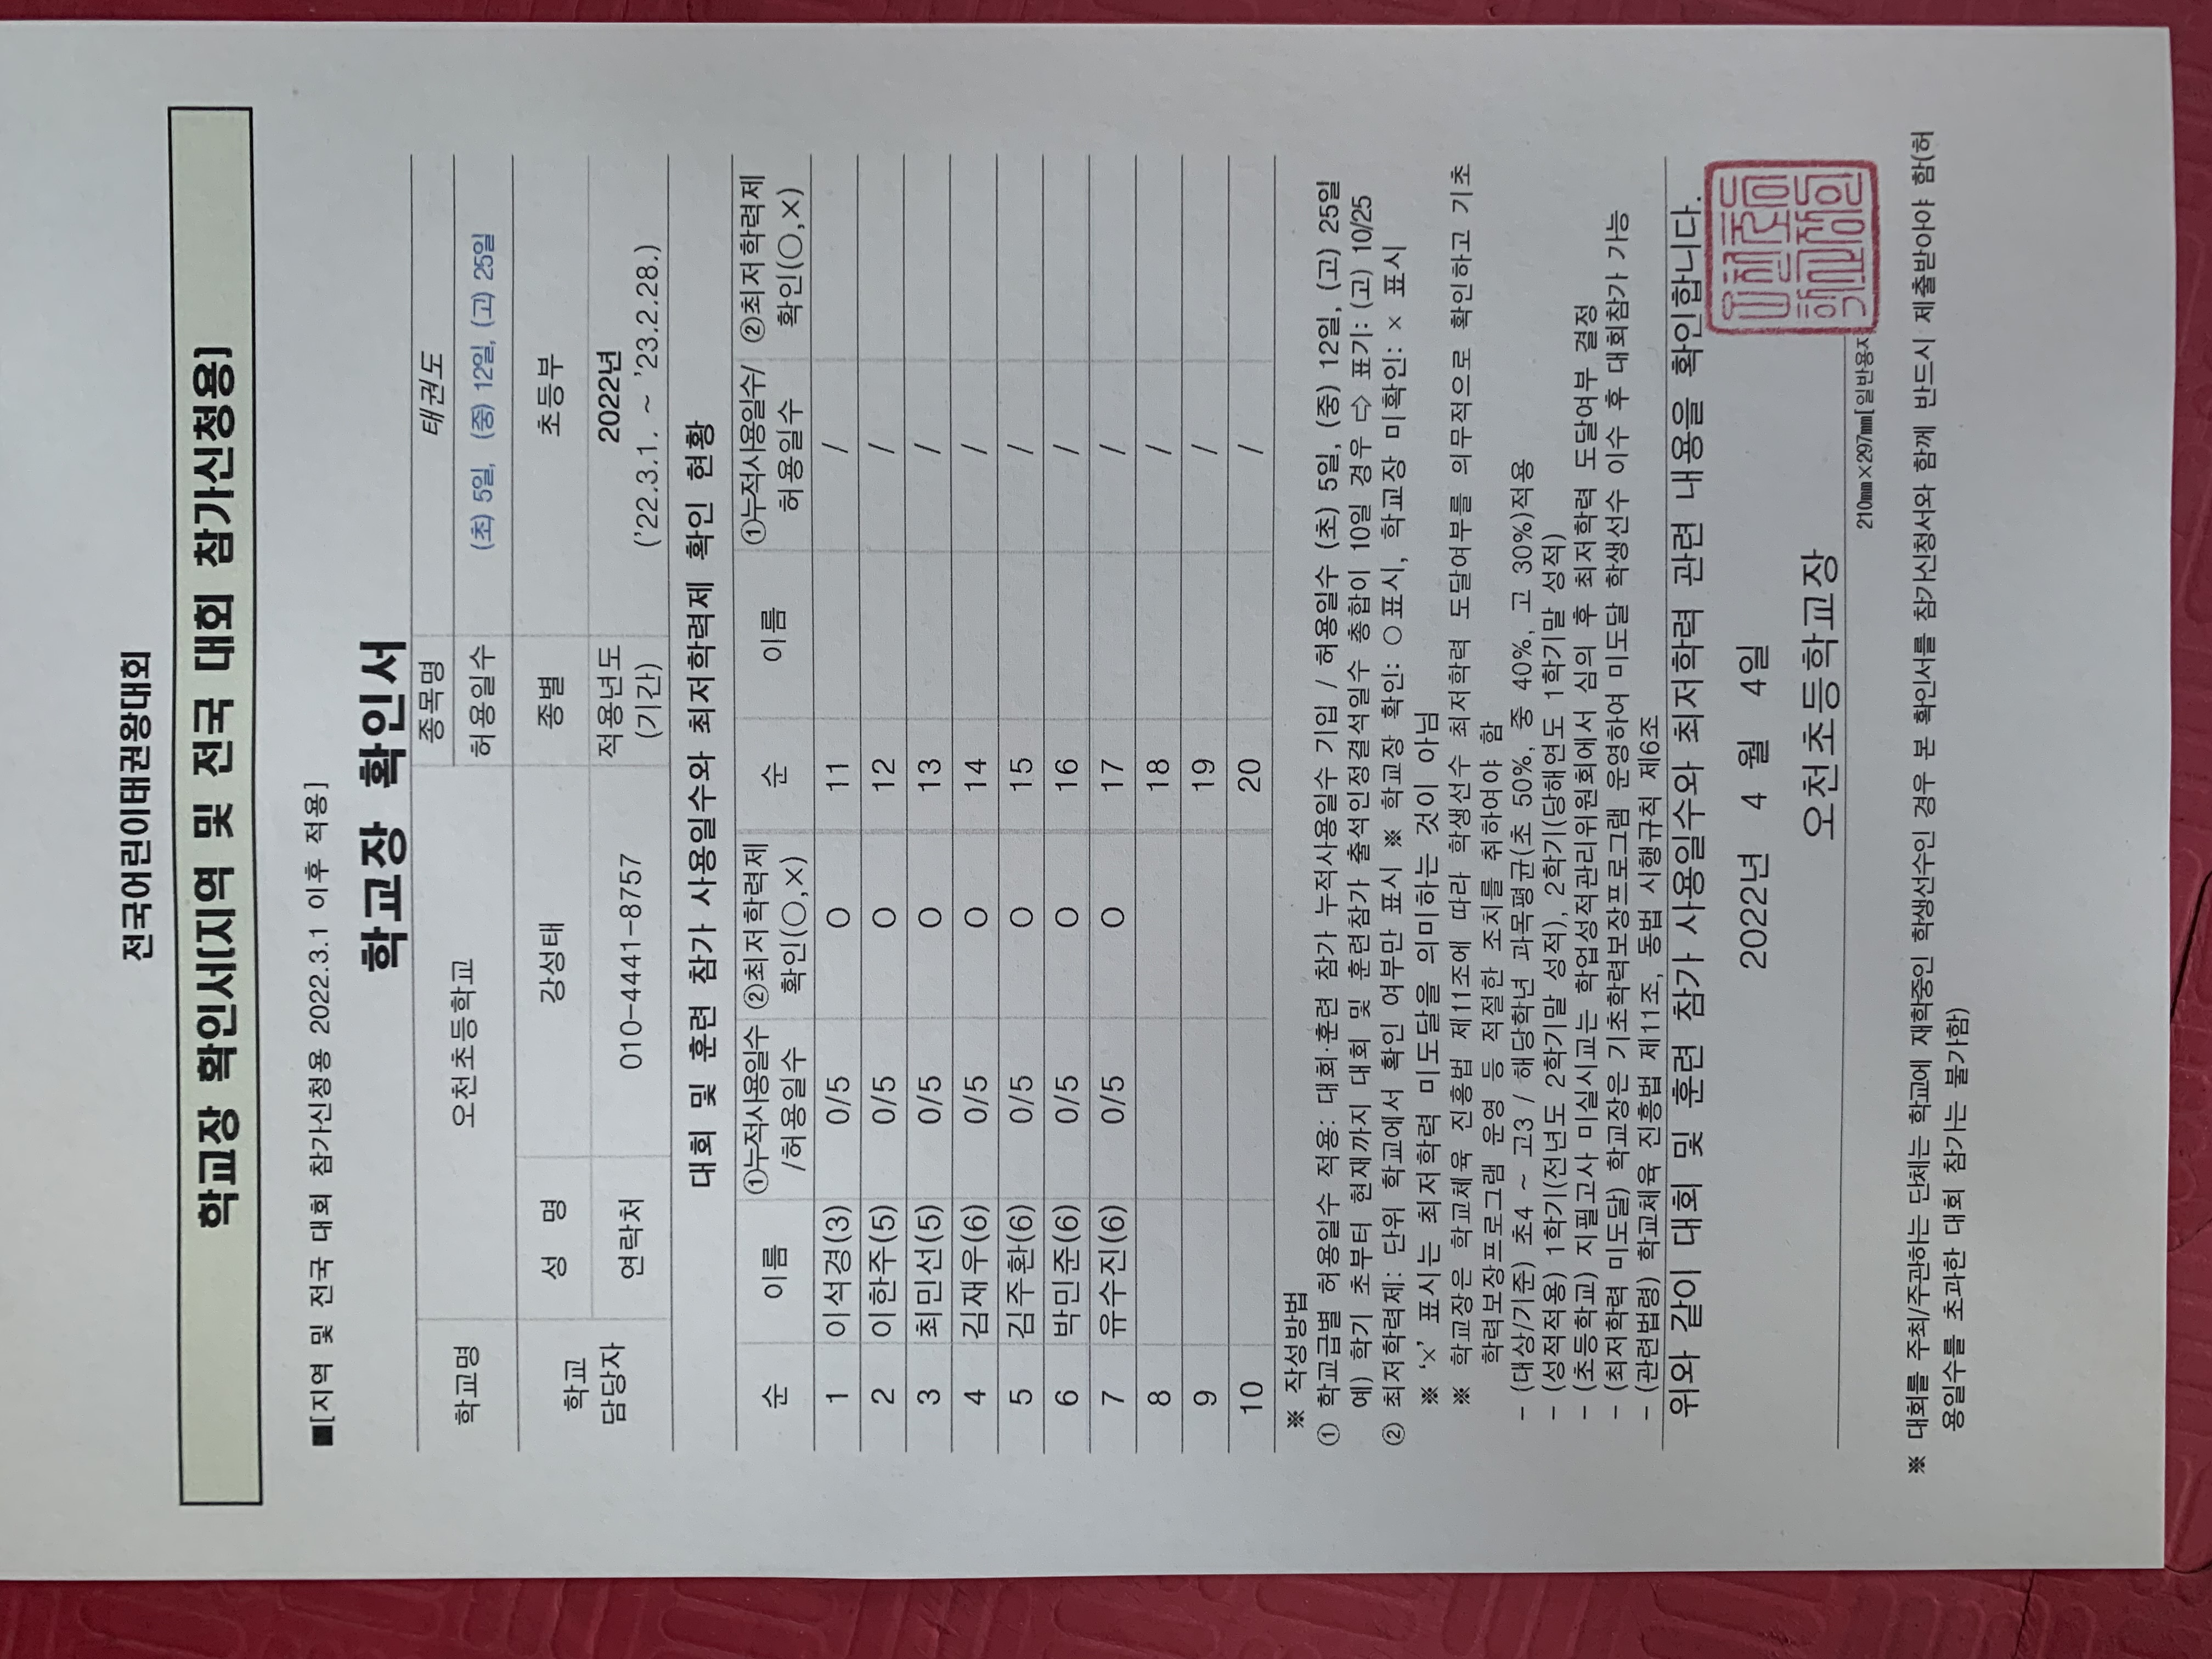 전국어린이태권왕대회
학교장 확인서[지역 및 전국 대회 참가신청용]
■[지역 및 전국 대회 참가신청용 2022.3.1 이후 적용]
학교장 확인서
학교명 오천초등학교 종목명 태권도
허용일수 (초) 5일, (중) 12일, (고) 25일
학교 담당자 성 명 강성태 종별 초등부
연락처 010-4441-8757 적용년도 (기간) 2022년 ('22.3.1. ~ '23.2.28.)
대회 및 훈련 참가 사용일수와 최저학력제 확인 현황
순 이름 ①누적사용일수 /허용일수 ②최저학력제 확인(○,×) 순 이름 ①누적사용일수/ 허용일수 ②최저학력제 확인(○,×)
1 이석경(3) 0/5 ○ 11 /
2 이한주(5) 0/5 ○ 12 /
3 최민선(5) 0/5 ○ 13 /
4 김재우(6) 0/5 ○ 14 /
5 김주환(6) 0/5 ○ 15 /
6 박민준(6) 0/5 ○ 16 /
7 유수진(6) 0/5 ○ 17 /
8 18 /
9 19 /
10 20 /
※ 작성방법
① 학교급별 허용일수 적용: 대회·훈련 참가 누적사용일수 기입 / 허용일수 (초) 5일, (중) 12일, (고) 25일
예) 학기 초부터 현재까지 대회 및 훈련참가 출석인정결석일수 총합이 10일 경우 ⇨ 표기: (고) 10/25
② 최저학력제: 단위 학교에서 확인 여부만 표시 ※ 학교장 확인: ○표시, 학교장 미확인: × 표시
※ '×' 표시는 최저학력 미도달을 의미하는 것이 아님
※ 학교장은 학교체육 진흥법 제11조에 따라 학생선수 최저학력 도달여부를 의무적으로 확인하고 기초
학력보장프로그램 운영 등 적절한 조치를 취하여야 함
- (대상/기준) 초4 ~ 고3 / 해당학년 과목평균(초 50%, 중 40%, 고 30%)적용
- (성적적용) 1학기(전년도 2학기말 성적), 2학기(당해연도 1학기말 성적)
- (초등학교) 지필고사 미실시교는 학업성적관리위원회에서 심의 후 최저학력 도달여부 결정
- (최저학력 미도달) 학교장은 기초학력보장프로그램 운영하여 미도달 학생선수 이수 후 대회참가 가능
- (관련법령) 학교체육 진흥법 제11조, 동법 시행규칙 제6조
위와 같이 대회 및 훈련 참가 사용일수와 최저학력 관련 내용을 확인합니다.
2022년 4 월 4일
오천초등학교장
오천초등학교장인
210㎜×297㎜[일반용지
※ 대회를 주최/주관하는 단체는 학교에 재학중인 학생선수인 경우 본 확인서를 참가신청서와 함께 반드시 제출받아야 함(허
용일수를 초과한 대회 참가는 불가함)